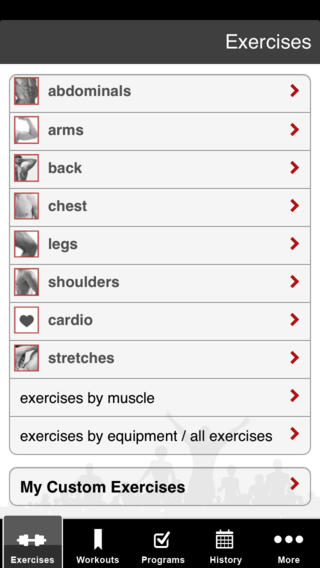 Exercises
abdominals
arms
back
chest
legs
shoulders
cardio
stretches
exercises by muscle
exercises by equipment / all exercises
My Custom Exercises
Exercises Workouts Programs History More